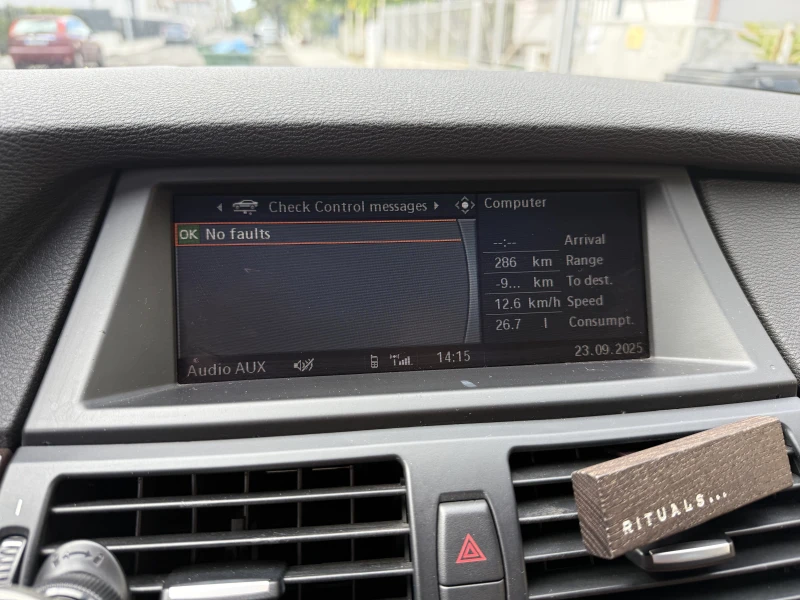 Check Control messages
OK No faults
Computer
--:-- Arrival
286 km Range
-9... km To dest.
12.6 km/h Speed
26.7 l Consumpt.
Audio AUX
14:15
23.09.2025
RITUALS...